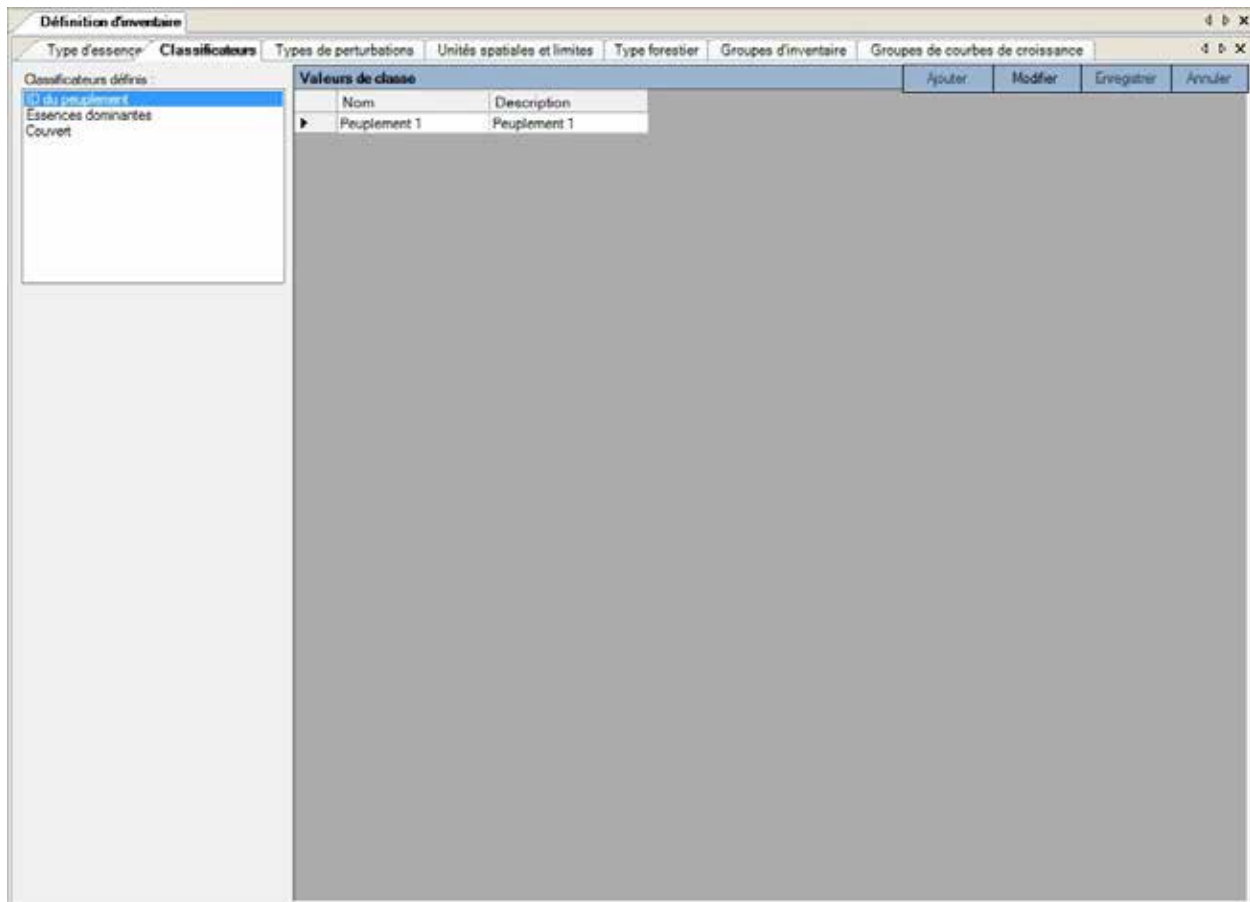 Définition d'inventaire
Type d'essence Classificateurs Types de perturbations Unités spatiales et limites Type forestier Groupes d'inventaire Groupes de courbes de croissance
Classificateurs définis :
Valeurs de classe Ajouter Modifier Enregistrer Annuler
ID du peuplement
Essences dominantes
Couvert
Nom Description
Peuplement 1 Peuplement 1